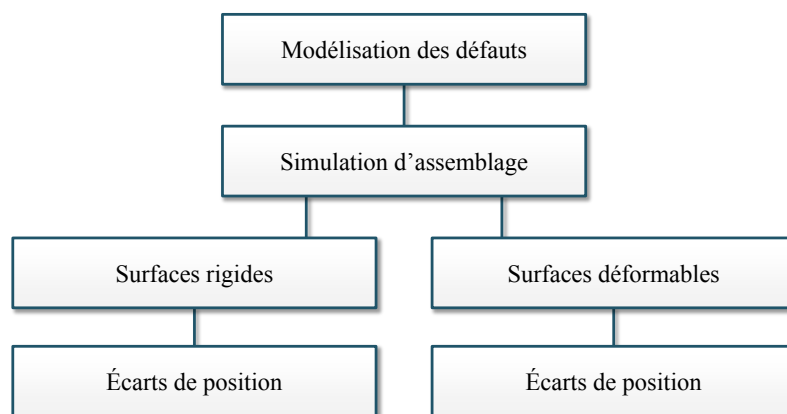 Modélisation des défauts
Simulation d’assemblage
Surfaces rigides
Surfaces déformables
Écarts de position
Écarts de position